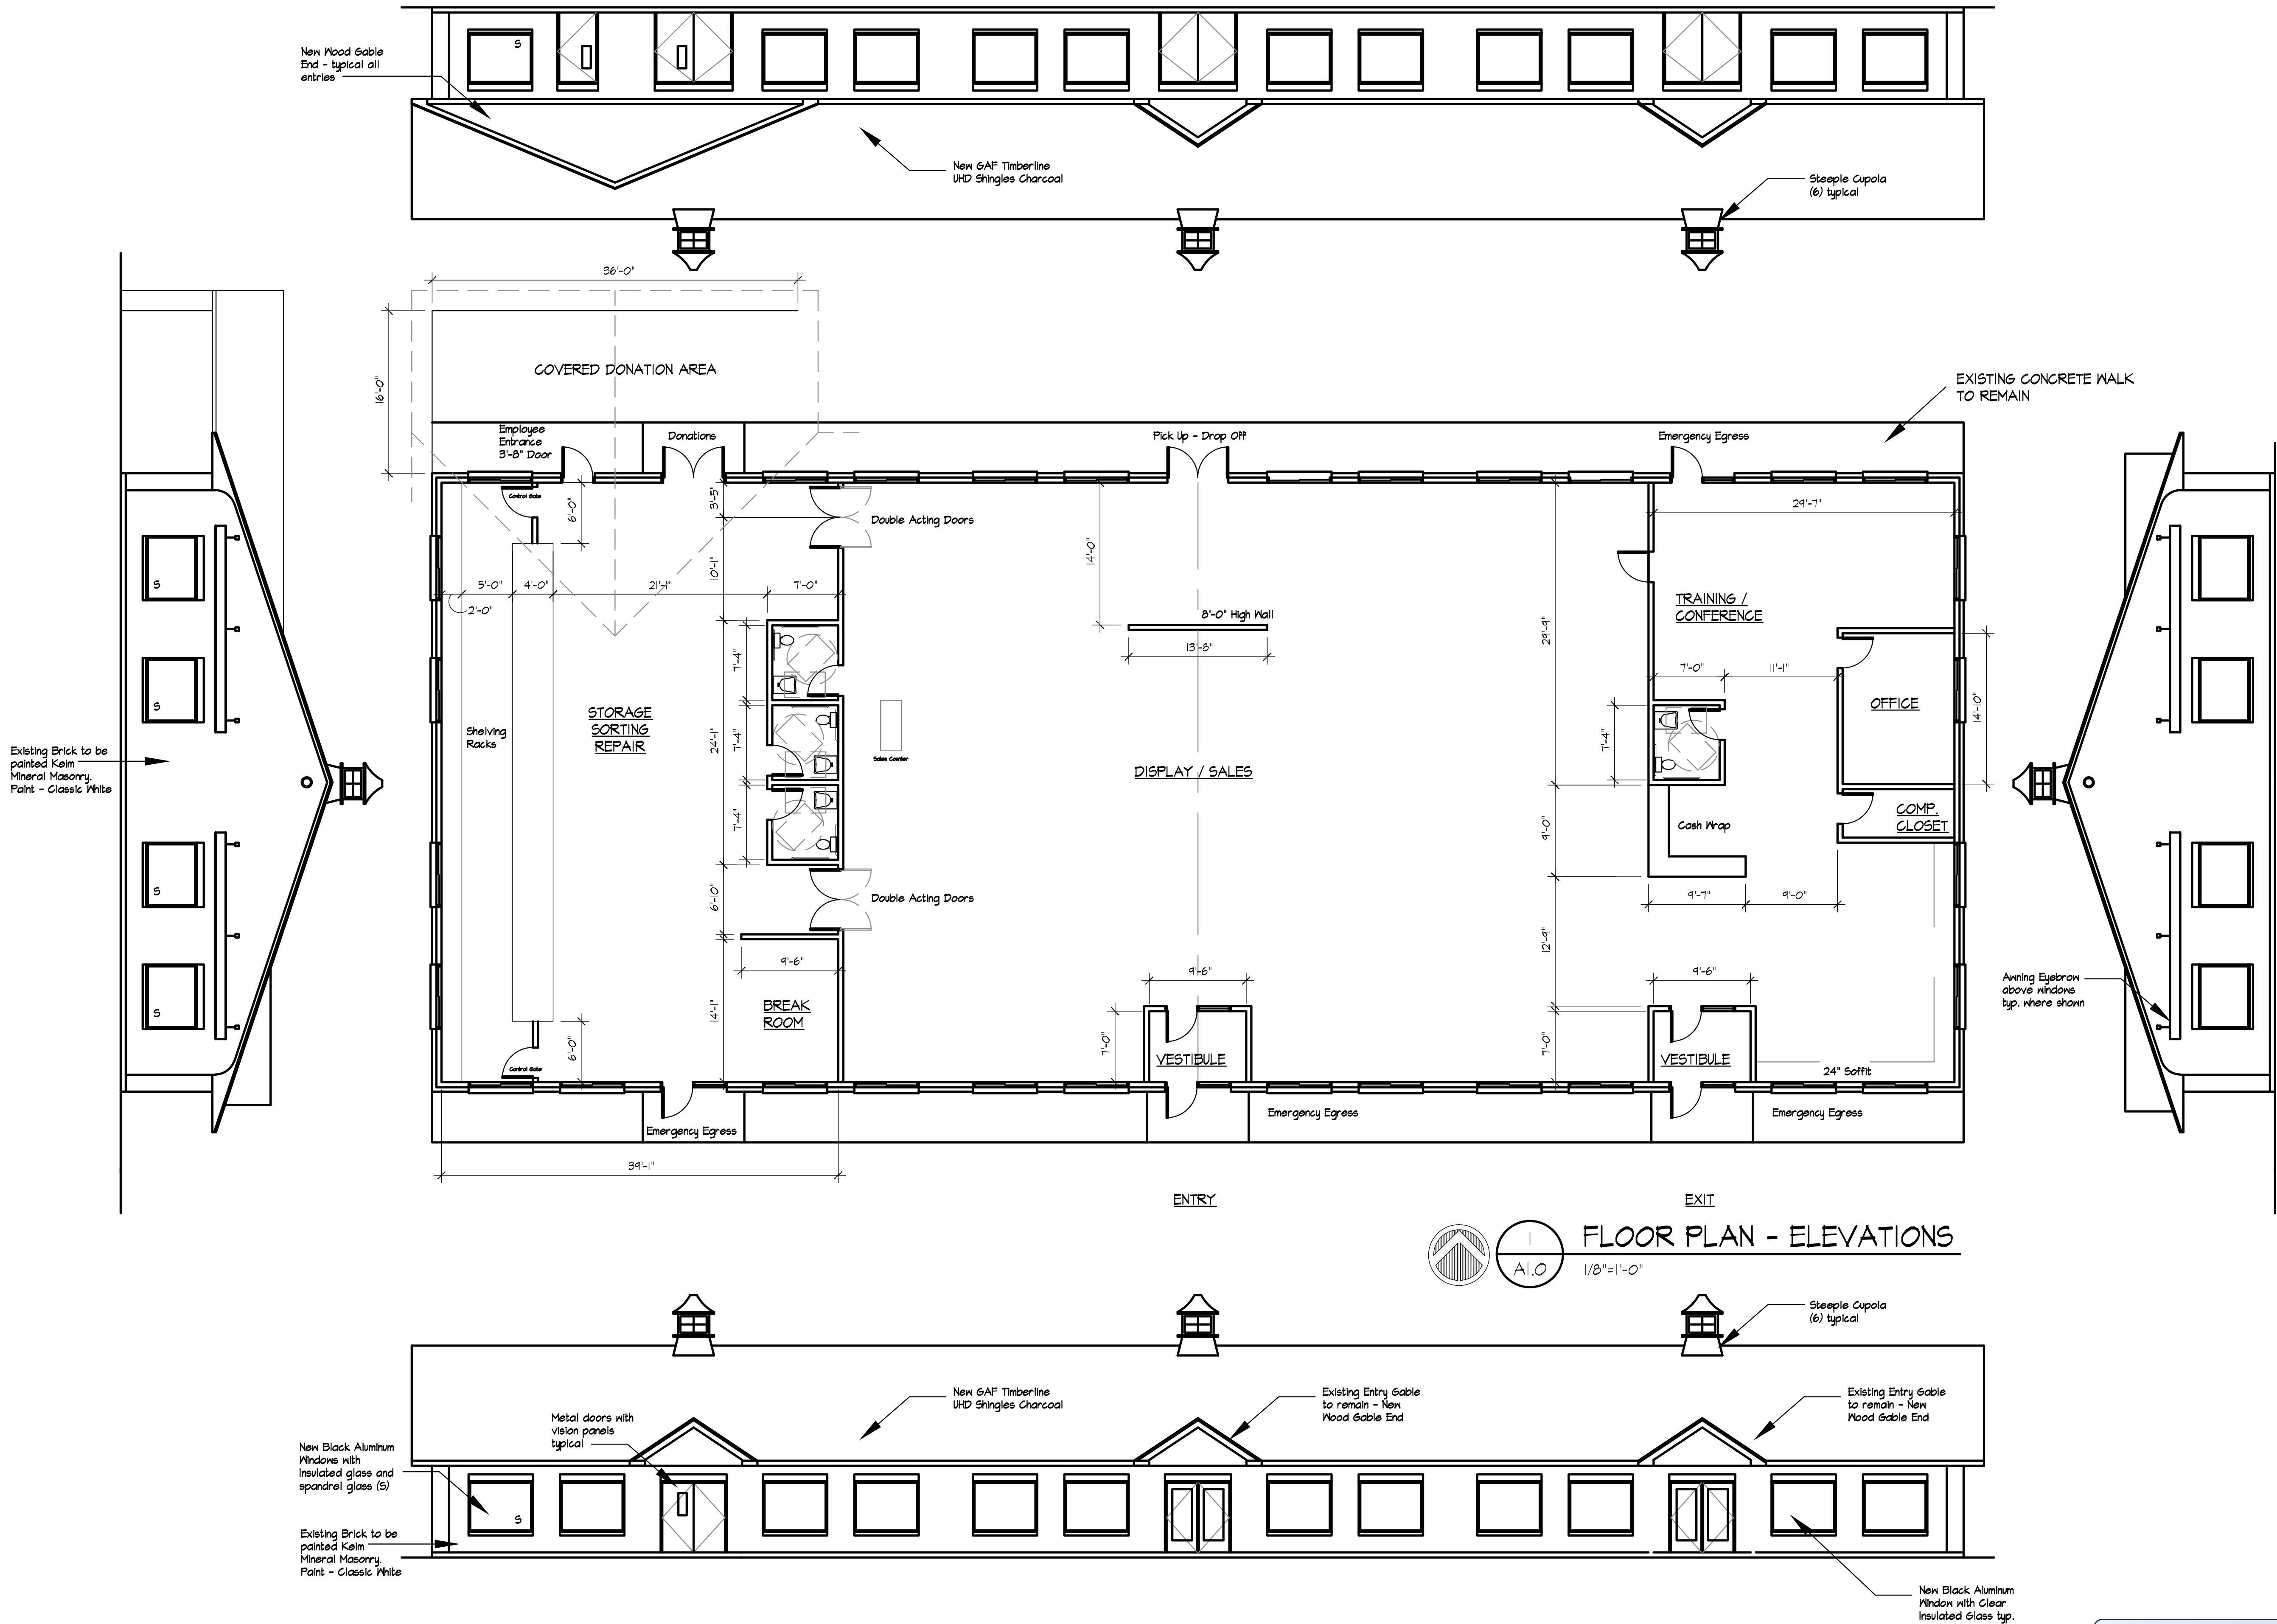 New Wood Gable
End - typical all
entries
S
New GAF Timberline
UHD Shingles Charcoal
Steeple Cupola
(6) typical
36'-0"
16'-0"
COVERED DONATION AREA
EXISTING CONCRETE WALK
TO REMAIN
Employee
Entrance
3'-8" Door
Donations
Pick Up - Drop Off
Emergency Egress
Control Gate
6'-0"
3'-5"
Double Acting Doors
14'-0"
29'-7"
10'-1"
5'-0"
4'-0"
21'-1"
7'-0"
2'-0"
8'-0" High Wall
13'-8"
29'-9"
TRAINING /
CONFERENCE
7'-0"
11'-1"
S
S
S
S
7'-4"
7'-4"
7'-4"
24'-1"
STORAGE
SORTING
REPAIR
Shelving
Racks
Sales Counter
DISPLAY / SALES
7'-4"
OFFICE
14'-10"
Existing Brick to be
painted Keim
Mineral Masonry.
Paint - Classic White
COMP.
CLOSET
Cash Wrap
9'-0"
9'-7"
9'-0"
6'-10"
Double Acting Doors
12'-9"
9'-6"
BREAK
ROOM
14'-1"
9'-6"
9'-6"
Awning Eyebrow
above windows
typ. where shown
6'-0"
Control Gate
7'-0"
VESTIBULE
7'-0"
VESTIBULE
24" Soffit
Emergency Egress
Emergency Egress
Emergency Egress
39'-1"
ENTRY
EXIT
1
A1.0
FLOOR PLAN - ELEVATIONS
1/8"=1'-0"
Steeple Cupola
(6) typical
New GAF Timberline
UHD Shingles Charcoal
Existing Entry Gable
to remain - New
Wood Gable End
Existing Entry Gable
to remain - New
Wood Gable End
Metal doors with
vision panels
typical
New Black Aluminum
Windows with
insulated glass and
spandrel glass (S)
S
Existing Brick to be
painted Keim
Mineral Masonry.
Paint - Classic White
New Black Aluminum
Window with Clear
Insulated Glass typ.